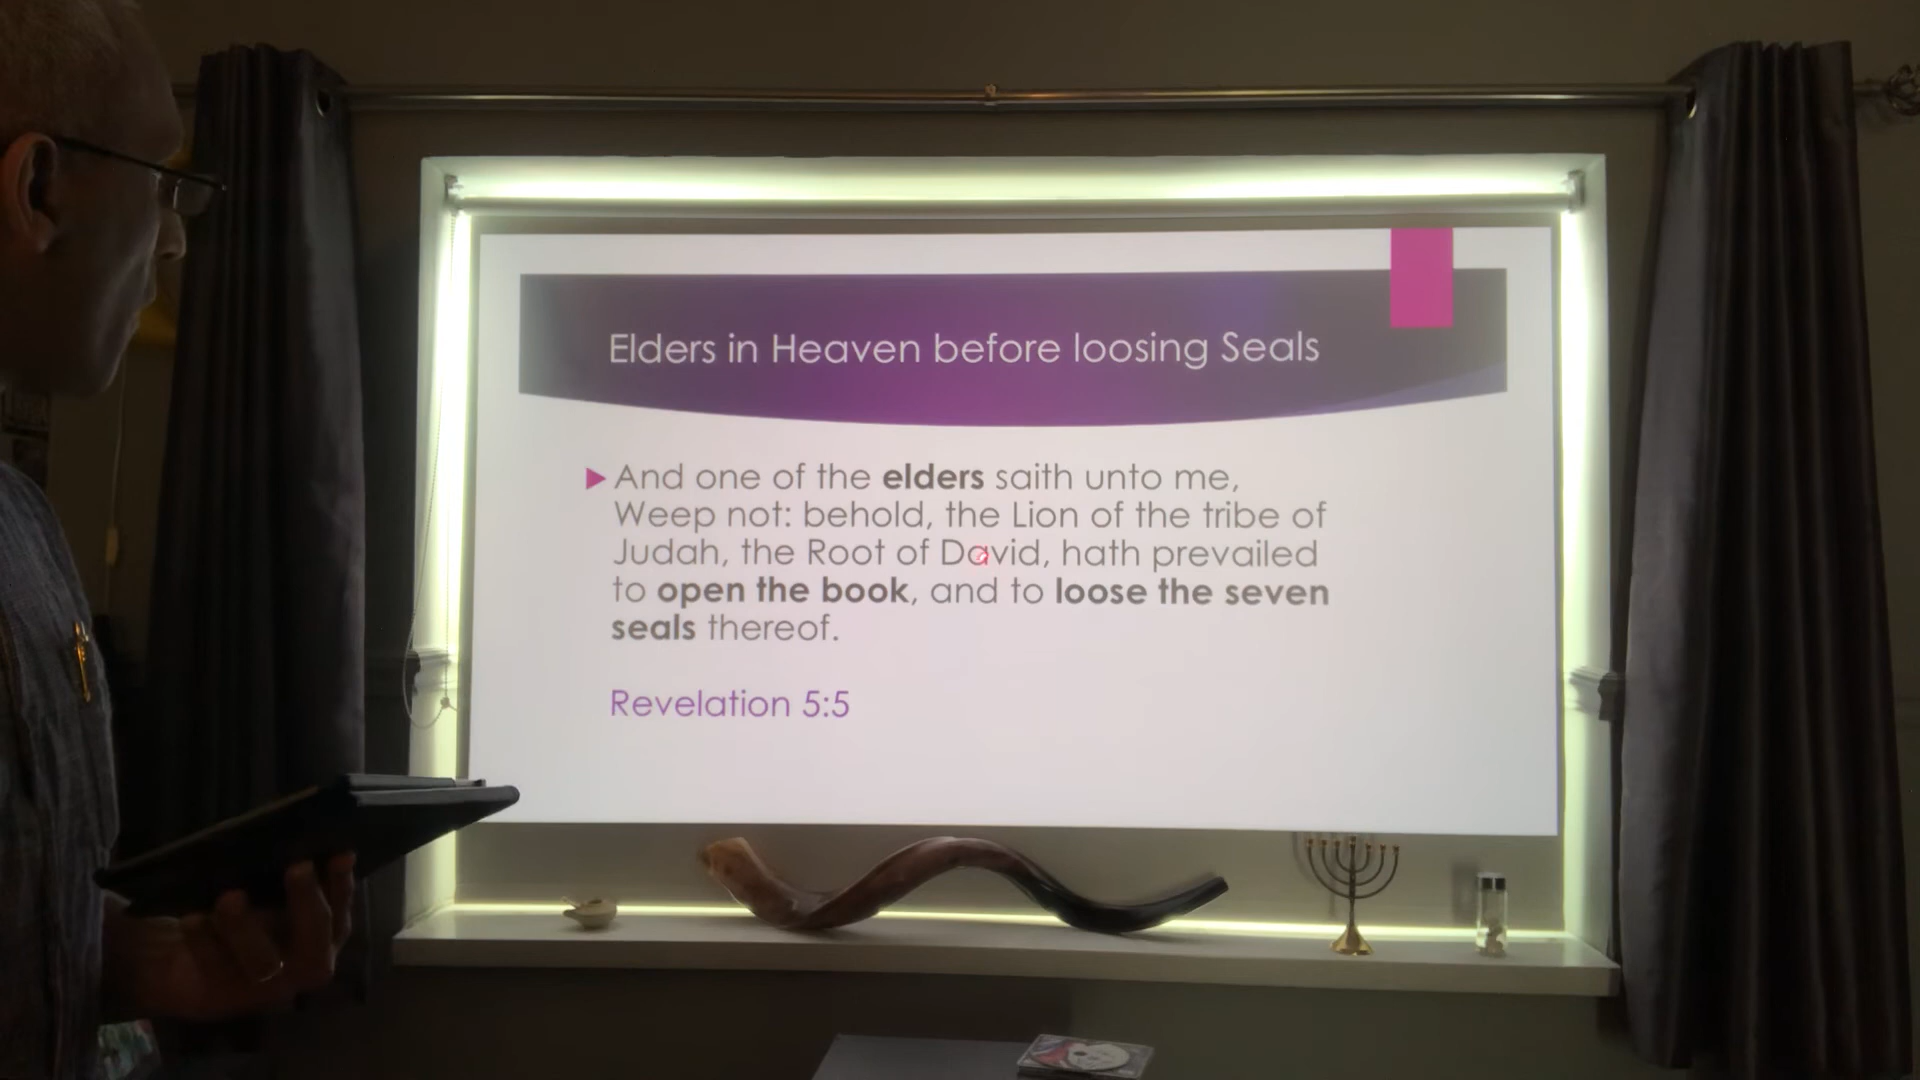 Elders in Heaven before loosing Seals
And one of the elders saith unto me,
Weep not: behold, the Lion of the tribe of
Judah, the Root of David, hath prevailed
to open the book, and to loose the seven
seals thereof.
Revelation 5:5